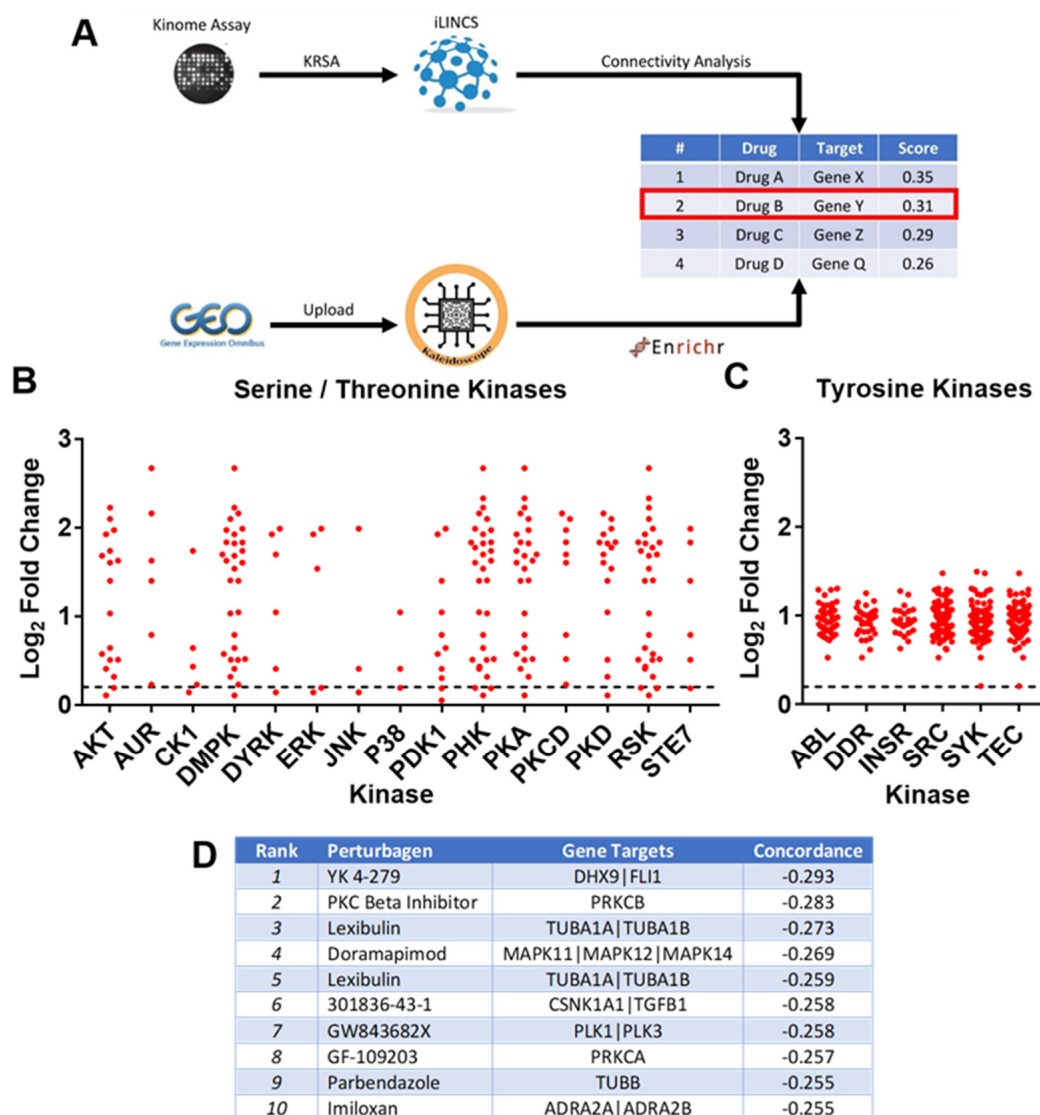 A
Kinome Assay
iLINCS
KRSA
Connectivity Analysis
# Drug Target Score
1 Drug A Gene X 0.35
2 Drug B Gene Y 0.31
3 Drug C Gene Z 0.29
4 Drug D Gene Q 0.26
GEO
Gene Expression Omnibus
Upload
Kaleidoscope
Enrichr
B
Serine / Threonine Kinases
Log2 Fold Change
3
2
1
0
AKT
AUR
CK1
DMPK
DYRK
ERK
JNK
P38
PDK1
PHK
PKA
PKCD
PKD
RSK
STE7
Kinase
C
Tyrosine Kinases
Log2 Fold Change
3
2
1
0
ABL
DDR
INSR
SRC
SYK
TEC
Kinase
D
Rank Perturbagen Gene Targets Concordance
1 YK 4-279 DHX9|FLI1 -0.293
2 PKC Beta Inhibitor PRKCB -0.283
3 Lexibulin TUBA1A|TUBA1B -0.273
4 Doramapimod MAPK11|MAPK12|MAPK14 -0.269
5 Lexibulin TUBA1A|TUBA1B -0.259
6 301836-43-1 CSNK1A1|TGFB1 -0.258
7 GW843682X PLK1|PLK3 -0.258
8 GF-109203 PRKCA -0.257
9 Parbendazole TUBB -0.255
10 Imiloxan ADRA2A|ADRA2B -0.255